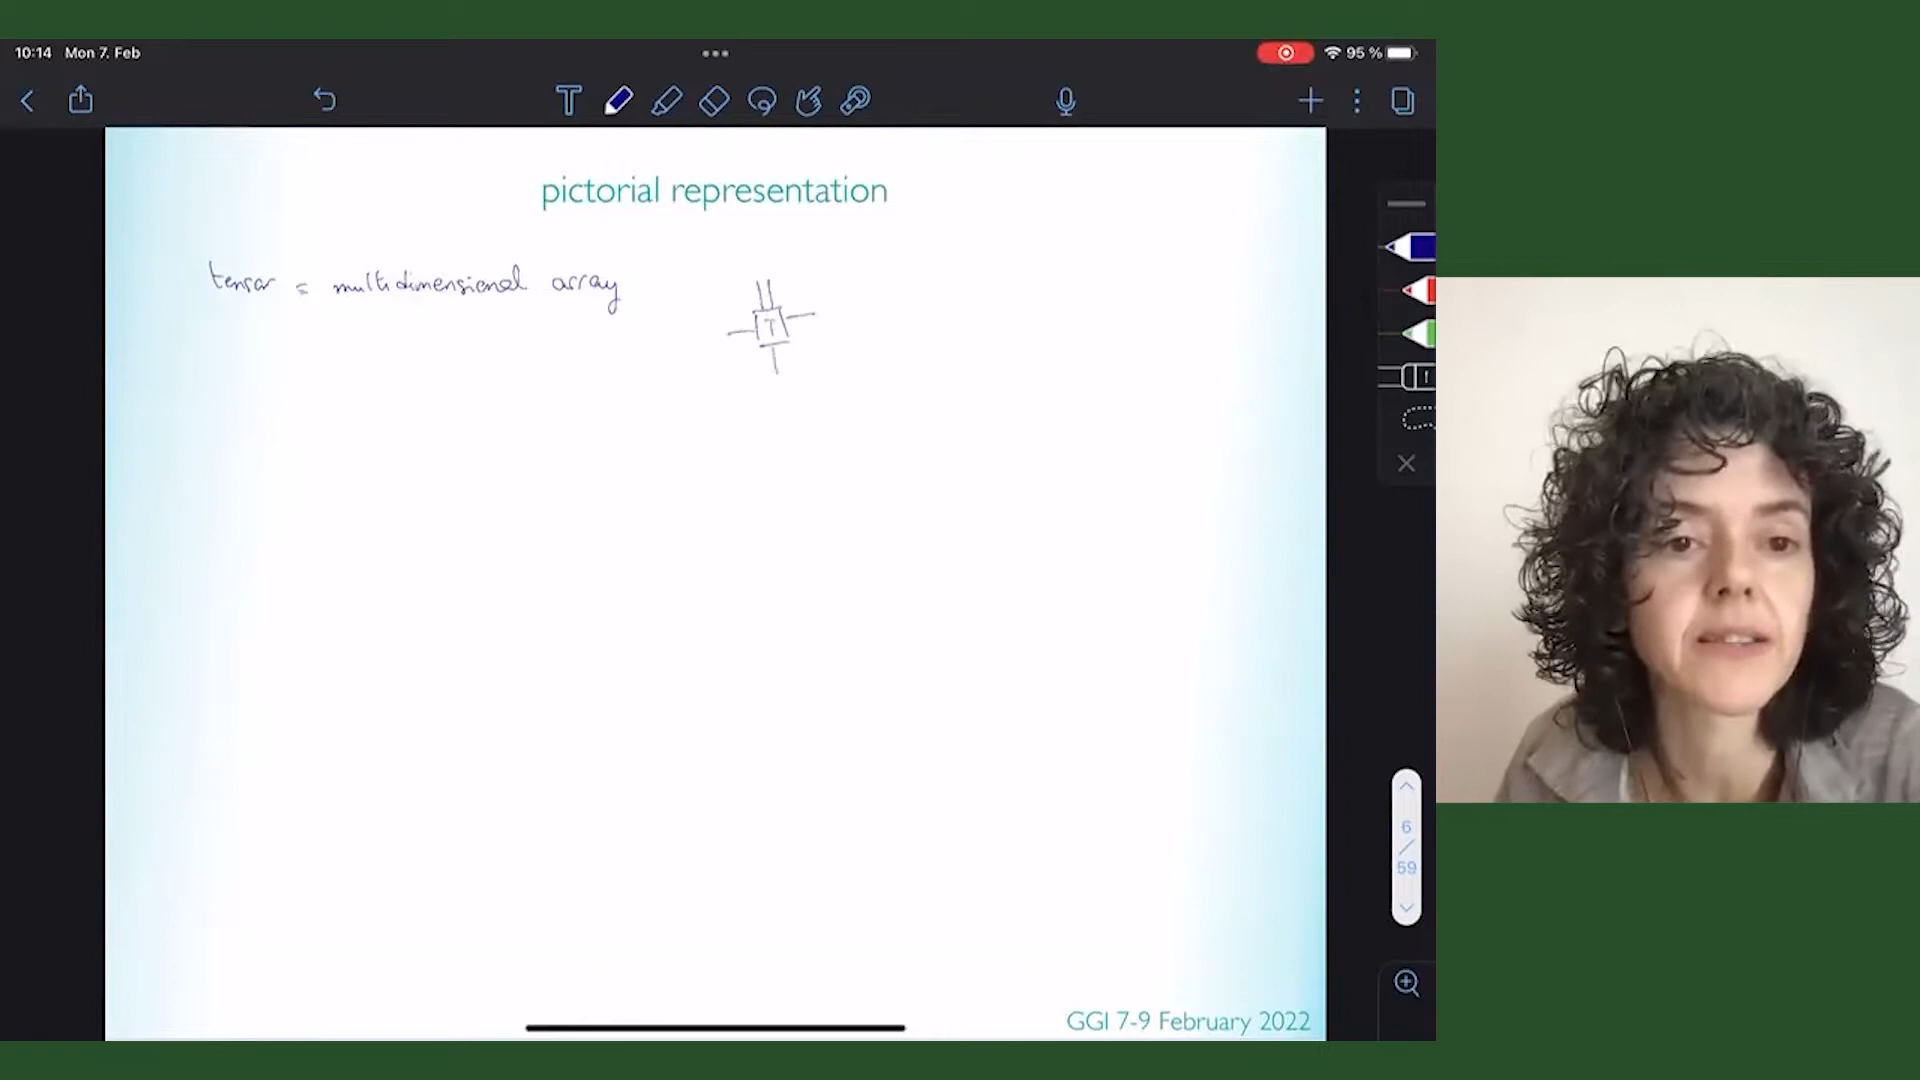 10:14 Mon 7. Feb
95 %
pictorial representation
tensor = multidimensional array
T
6
59
GGI 7-9 February 2022